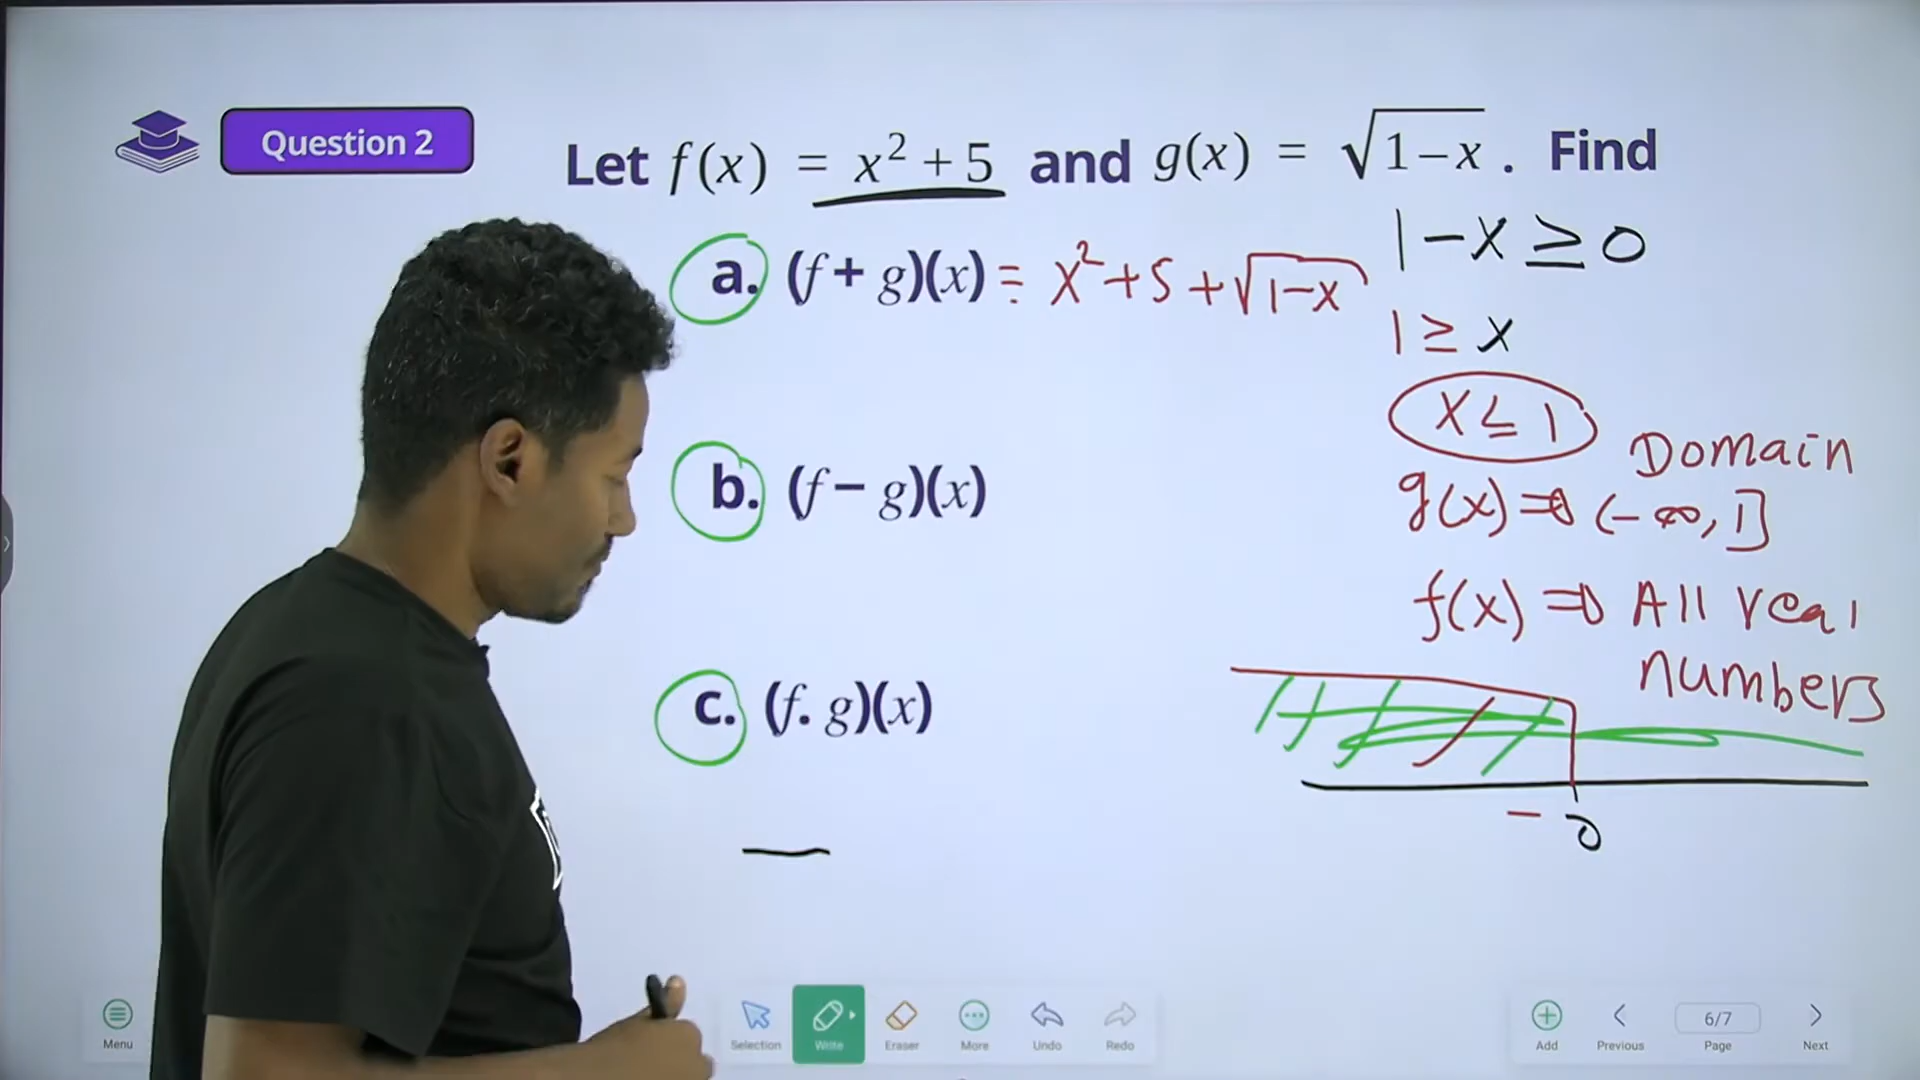 Question 2
Let f(x) = x² + 5 and g(x) = √(1 – x) . Find
1 – x ≥ 0
a. (f + g)(x) = x² + 5 + √(1 – x)
1 ≥ x
x ≤ 1
Domain
b. (f – g)(x)
g(x) ⇒ (– ∞, 1]
f(x) ⇒ All real
numbers
c. (f. g)(x)
– 0
Menu
Selection
Write
Eraser
More
Undo
Redo
Add
Previous
6/7
Page
Next